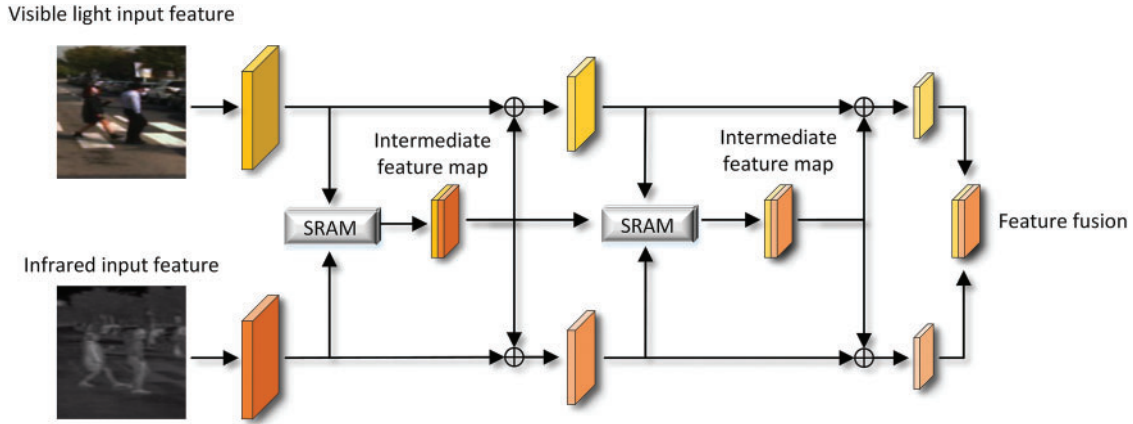 Visible light input feature
Intermediate
feature map
Intermediate
feature map
SRAM
SRAM
Feature fusion
Infrared input feature